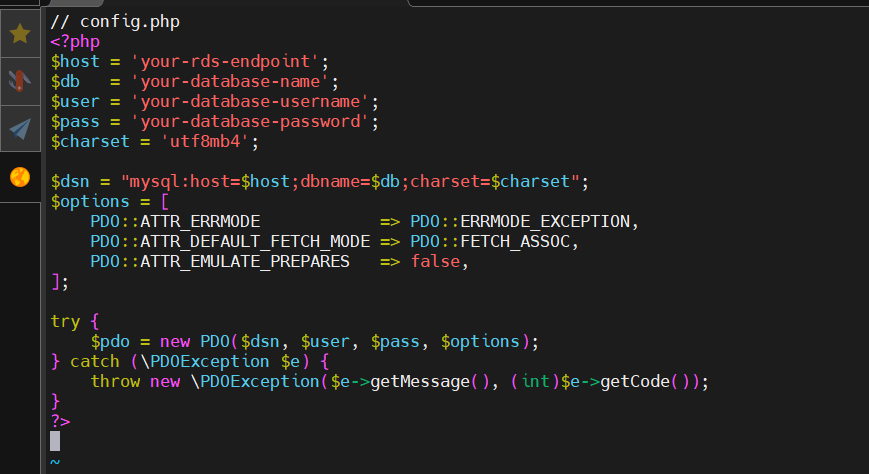 // config.php
<?php
$host = 'your-rds-endpoint';
$db   = 'your-database-name';
$user = 'your-database-username';
$pass = 'your-database-password';
$charset = 'utf8mb4';

$dsn = "mysql:host=$host;dbname=$db;charset=$charset";
$options = [
    PDO::ATTR_ERRMODE            => PDO::ERRMODE_EXCEPTION,
    PDO::ATTR_DEFAULT_FETCH_MODE => PDO::FETCH_ASSOC,
    PDO::ATTR_EMULATE_PREPARES   => false,
];

try {
    $pdo = new PDO($dsn, $user, $pass, $options);
} catch (\PDOException $e) {
    throw new \PDOException($e->getMessage(), (int)$e->getCode());
}
?>

~